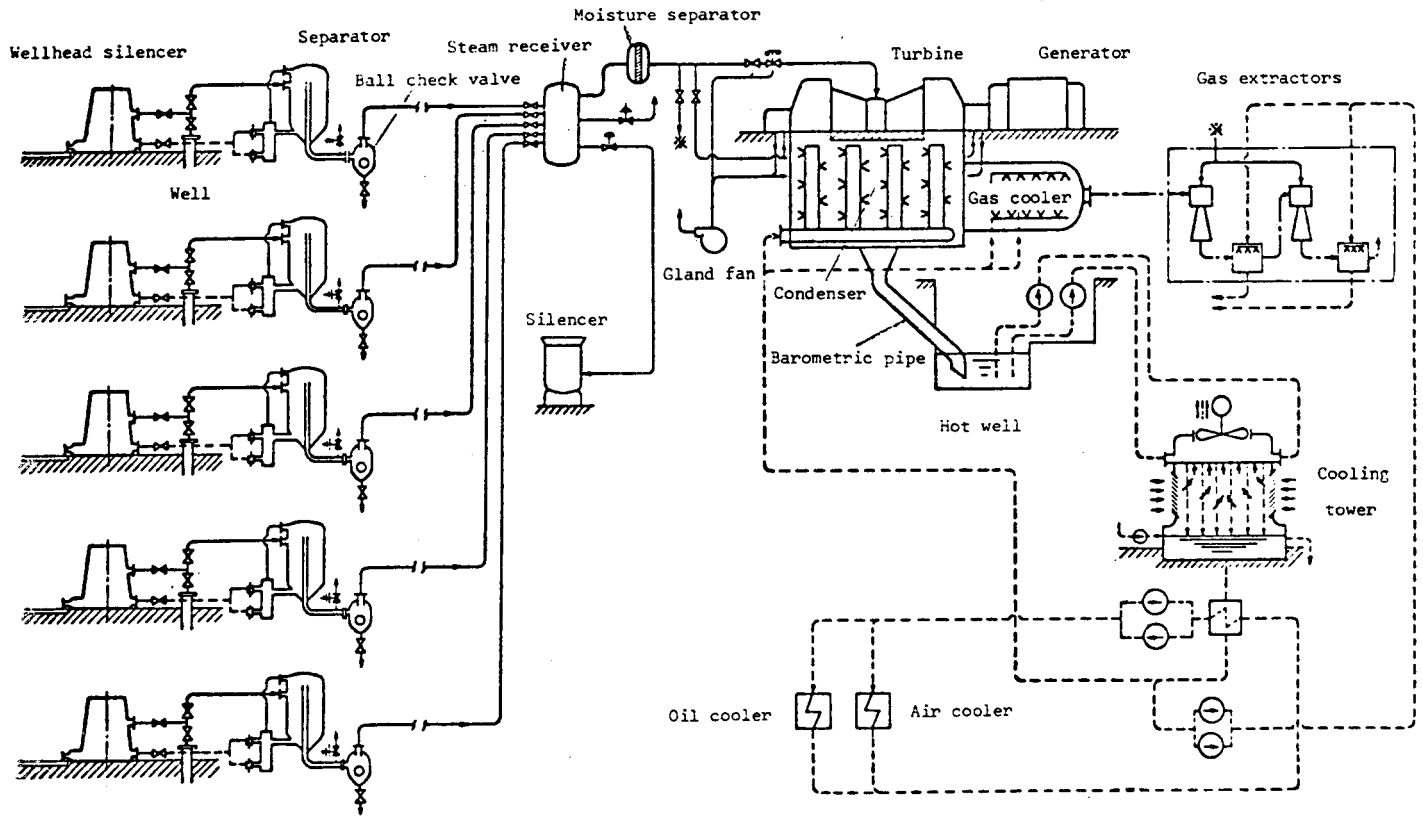 Moisture separator
Wellhead silencer
Separator
Steam receiver
Turbine
Generator
Ball check valve
Gas extractors
Well
Gas cooler
Gland fan
Condenser
Silencer
Barometric pipe
Hot well
Cooling
tower
Oil cooler
Air cooler